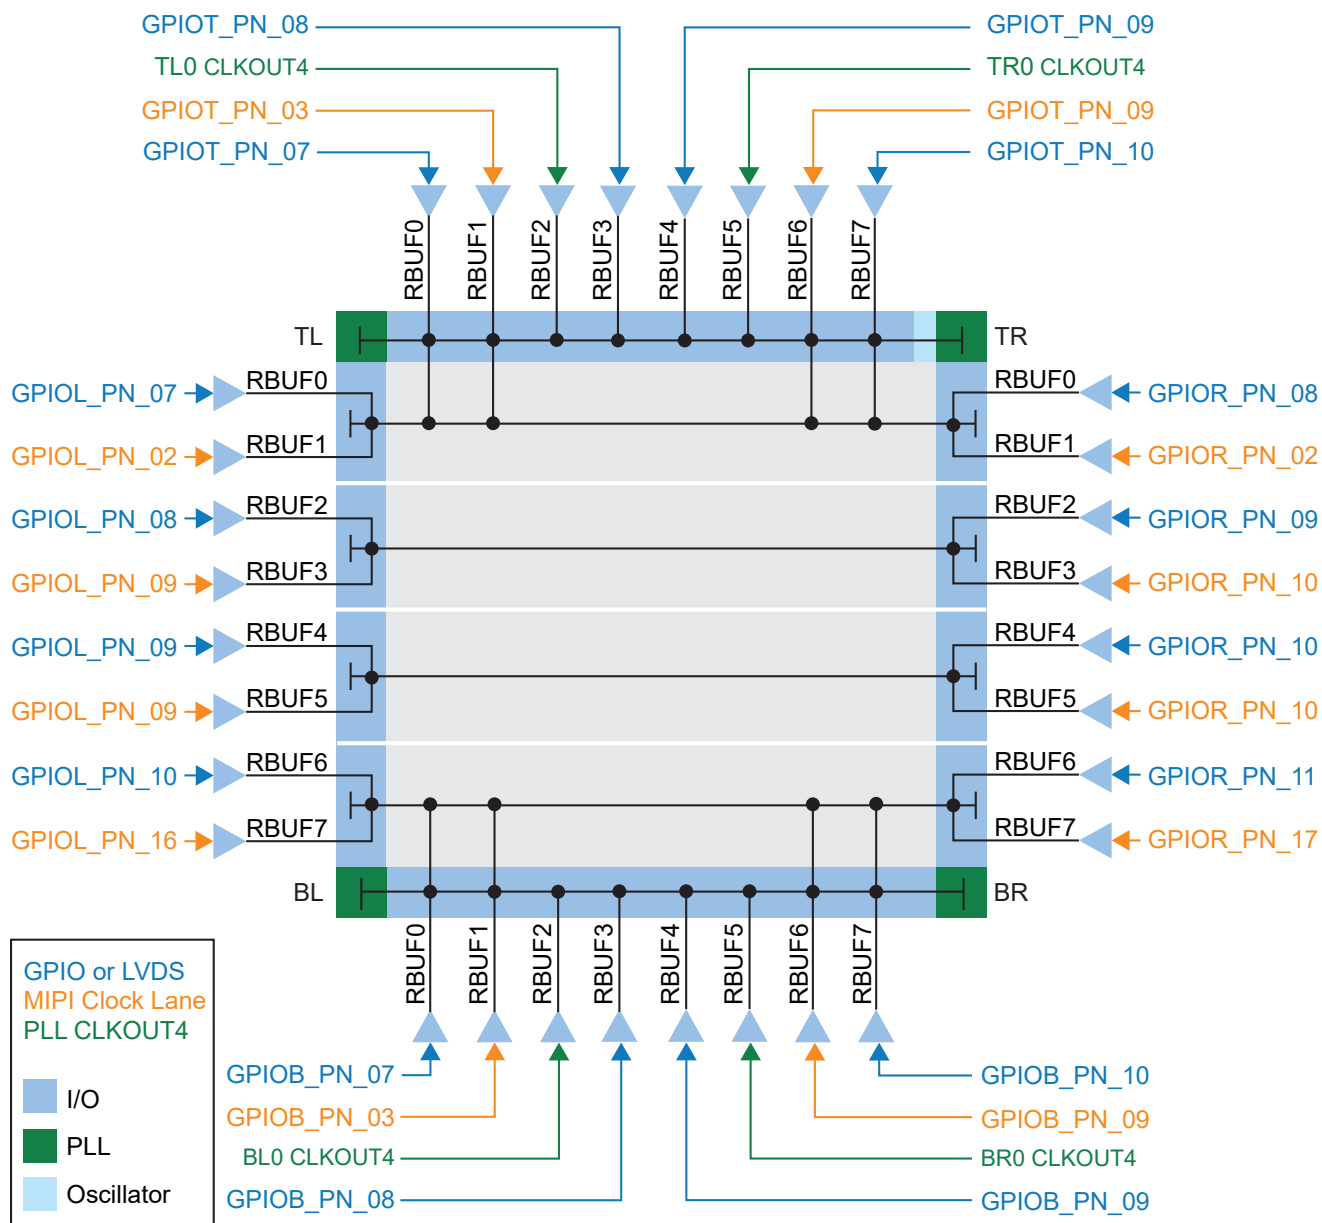 GPIOT_PN_08
GPIOT_PN_09
TL0 CLKOUT4
TR0 CLKOUT4
GPIOT_PN_03
GPIOT_PN_09
GPIOT_PN_07
GPIOT_PN_10
RBUF0
RBUF1
RBUF2
RBUF3
RBUF4
RBUF5
RBUF6
RBUF7
TL
TR
GPIOL_PN_07
RBUF0
RBUF0
GPIOR_PN_08
GPIOL_PN_02
RBUF1
RBUF1
GPIOR_PN_02
GPIOL_PN_08
RBUF2
RBUF2
GPIOR_PN_09
GPIOL_PN_09
RBUF3
RBUF3
GPIOR_PN_10
GPIOL_PN_09
RBUF4
RBUF4
GPIOR_PN_10
GPIOL_PN_09
RBUF5
RBUF5
GPIOR_PN_10
GPIOL_PN_10
RBUF6
RBUF6
GPIOR_PN_11
GPIOL_PN_16
RBUF7
RBUF7
GPIOR_PN_17
BL
BR
RBUF0
RBUF1
RBUF2
RBUF3
RBUF4
RBUF5
RBUF6
RBUF7
GPIOB_PN_07
GPIOB_PN_10
GPIOB_PN_03
GPIOB_PN_09
BL0 CLKOUT4
BR0 CLKOUT4
GPIOB_PN_08
GPIOB_PN_09
GPIO or LVDS
MIPI Clock Lane
PLL CLKOUT4
I/O
PLL
Oscillator